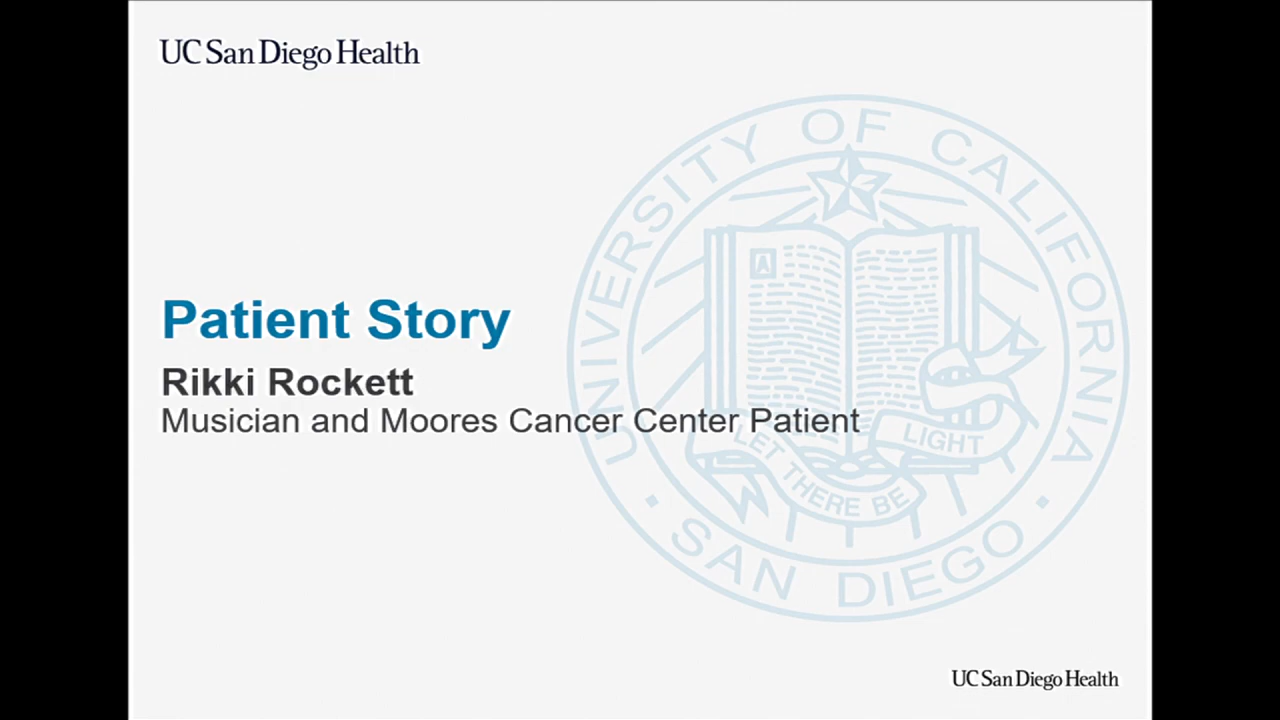 UC San Diego Health
UNIVERSITY OF CALIFORNIA
A
Patient Story
Rikki Rockett
Musician and Moores Cancer Center Patient
LET THERE BE LIGHT
SAN DIEGO
UC San Diego Health